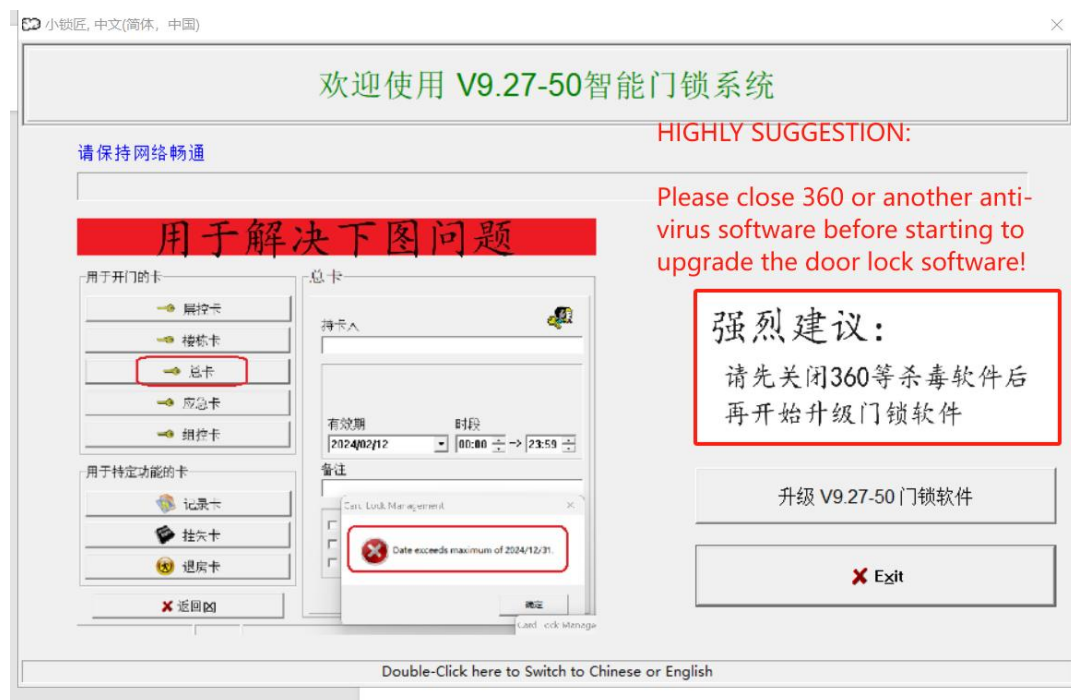 小锁匠, 中文(简体，中国)
欢迎使用 V9.27-50智能门锁系统
请保持网络畅通
HIGHLY SUGGESTION:
Please close 360 or another anti-
virus software before starting to
upgrade the door lock software!
用于解决下图问题
用于开门的卡
层控卡
楼栋卡
总卡
应急卡
组控卡
用于特定功能的卡
记录卡
挂失卡
退房卡
返回
总卡
持卡人
有效期
时段
2024/02/12
00:00 -> 23:59
备注
Card Lock Management
Date exceeds maximum of 2024/12/31.
确定
强烈建议：
请先关闭360等杀毒软件后
再开始升级门锁软件
升级 V9.27-50 门锁软件
Exit
Double-Click here to Switch to Chinese or English